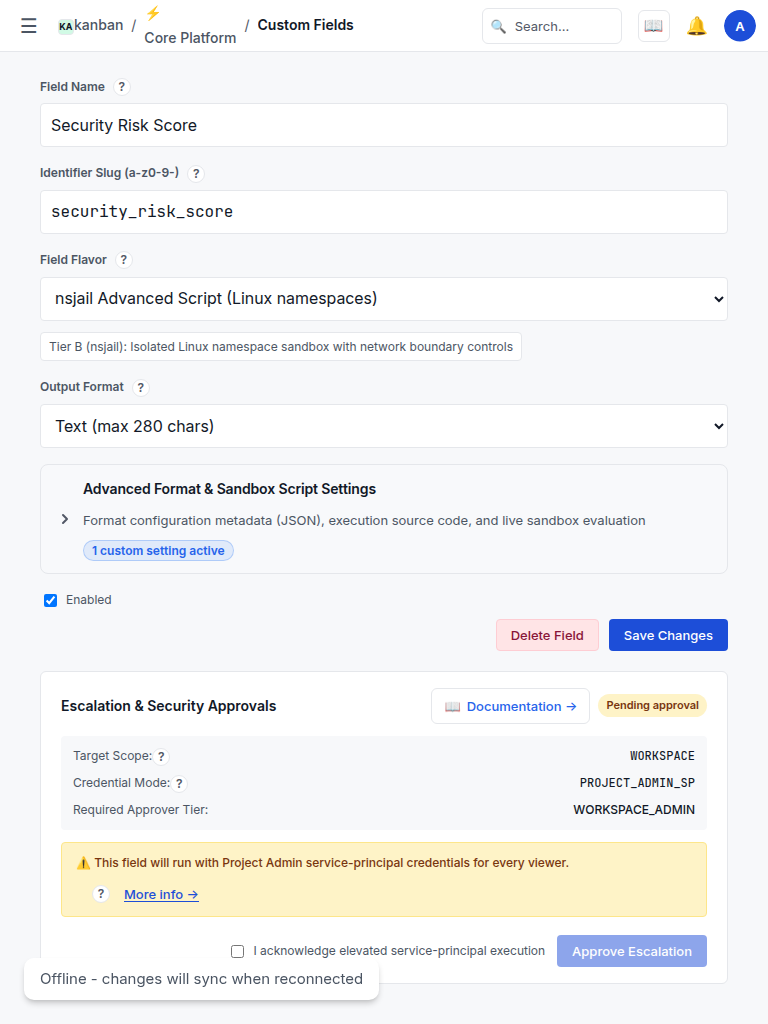 ☰ KA kanban / ⚡ Core Platform / Custom Fields 🔍 Search... 📖 🔔 A
Field Name ?
Security Risk Score
Identifier Slug (a-z0-9-) ?
security_risk_score
Field Flavor ?
nsjail Advanced Script (Linux namespaces)
Tier B (nsjail): Isolated Linux namespace sandbox with network boundary controls
Output Format ?
Text (max 280 chars)
Advanced Format & Sandbox Script Settings
Format configuration metadata (JSON), execution source code, and live sandbox evaluation
1 custom setting active
Enabled
Delete Field Save Changes
Escalation & Security Approvals 📖 Documentation → Pending approval
Target Scope: ? WORKSPACE
Credential Mode: ? PROJECT_ADMIN_SP
Required Approver Tier: WORKSPACE_ADMIN
⚠️ This field will run with Project Admin service-principal credentials for every viewer.
? More info →
I acknowledge elevated service-principal execution Approve Escalation
Offline - changes will sync when reconnected